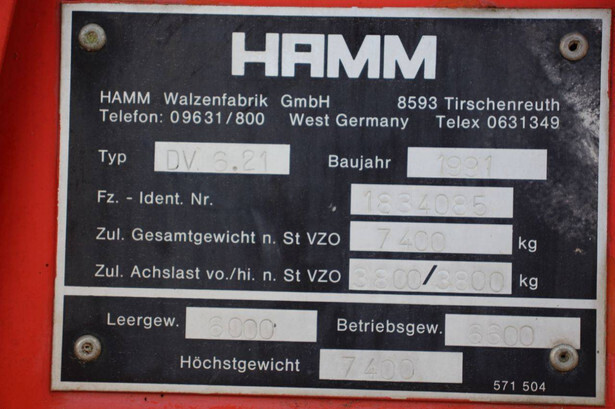 HAMM
HAMM Walzenfabrik GmbH 8593 Tirschenreuth
Telefon: 09631/800 West Germany Telex 0631349
Typ DV 6.21 Baujahr 1991
Fz. - Ident. Nr. 1834085
Zul. Gesamtgewicht n. St VZO 7400 kg
Zul. Achslast vo./hi. n. St VZO 3800/3800 kg
Leergew. 6000 Betriebsgew. 6600
Höchstgewicht 7400
571 504